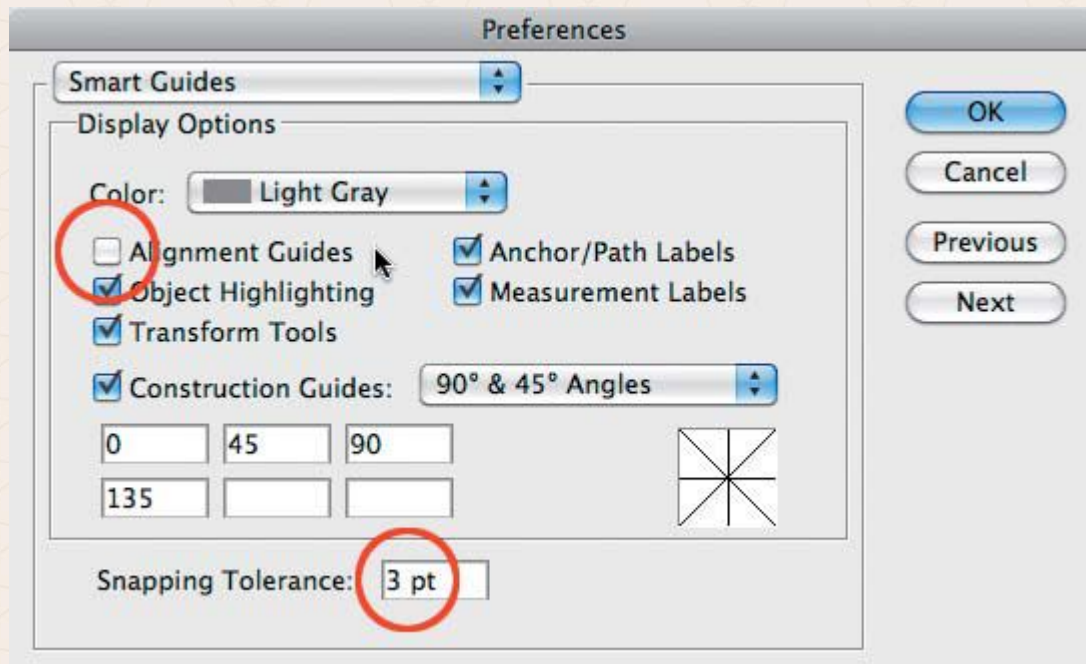 Preferences
Smart Guides
OK
Display Options
Cancel
Color: Light Gray
Previous
Alignment Guides
Anchor/Path Labels
Object Highlighting
Measurement Labels
Next
Transform Tools
Construction Guides: 90° & 45° Angles
0 45 90
135
Snapping Tolerance: 3 pt